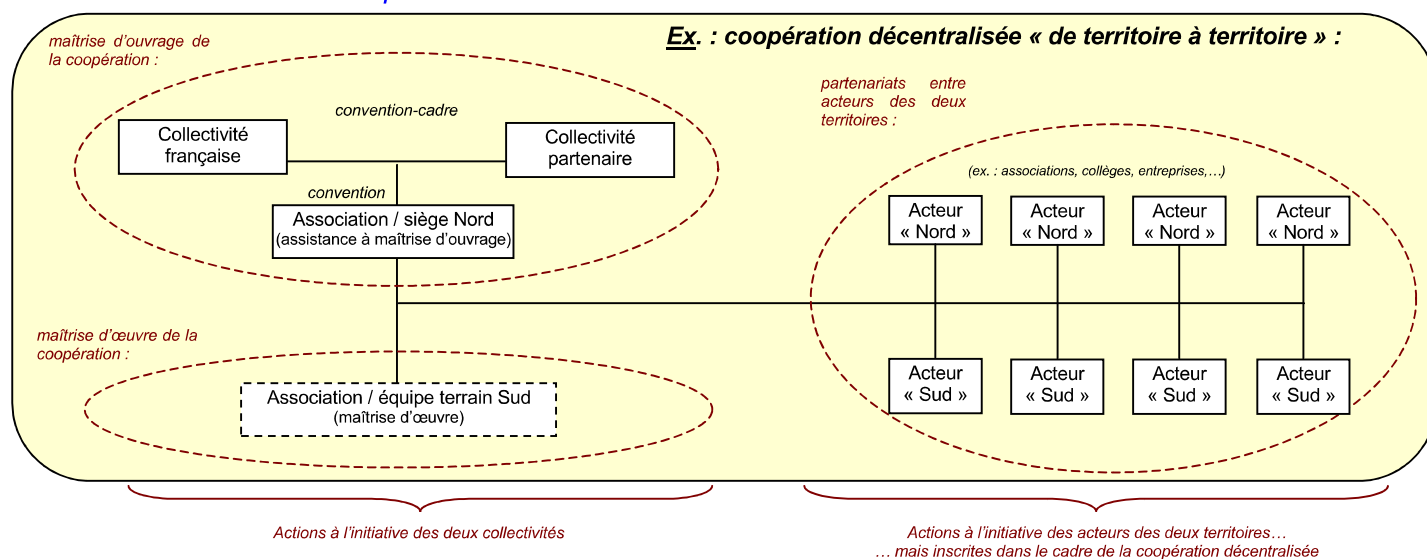 Ex. : coopération décentralisée « de territoire à territoire » :
maîtrise d'ouvrage de
la coopération :
convention-cadre
Collectivité
française
Collectivité
partenaire
convention
Association / siège Nord
(assistance à maîtrise d'ouvrage)
maîtrise d'œuvre de la
coopération :
Association / équipe terrain Sud
(maîtrise d'œuvre)
partenariats entre
acteurs des deux
territoires :
(ex. : associations, collèges, entreprises,…)
Acteur
« Nord »
Acteur
« Nord »
Acteur
« Nord »
Acteur
« Nord »
Acteur
« Sud »
Acteur
« Sud »
Acteur
« Sud »
Acteur
« Sud »
Actions à l'initiative des deux collectivités
Actions à l'initiative des acteurs des deux territoires…
… mais inscrites dans le cadre de la coopération décentralisée